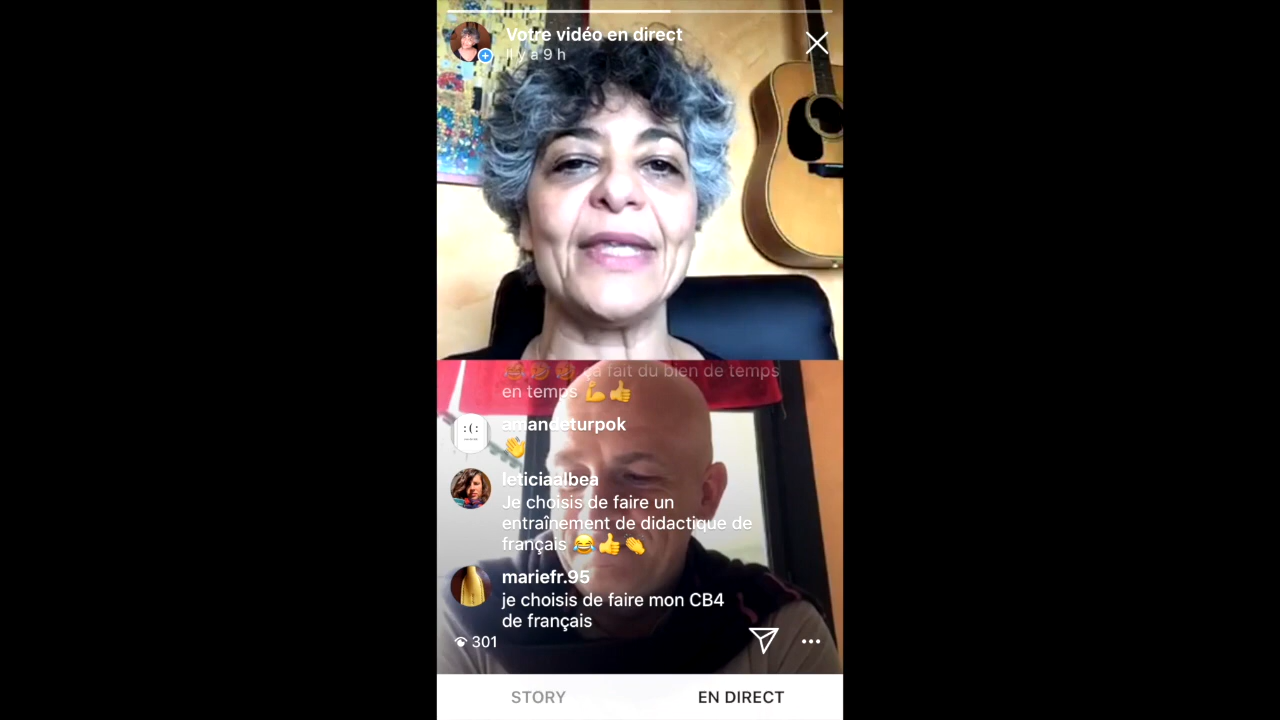 Votre vidéo en direct
Il y a 9 h
ça fait du bien de temps
en temps 💪👍
amandeturpok
👏
leticiaalbea
Je choisis de faire un
entraînement de didactique de
français 😂👍👏
mariefr.95
je choisis de faire mon CB4
de français
301
STORY
EN DIRECT